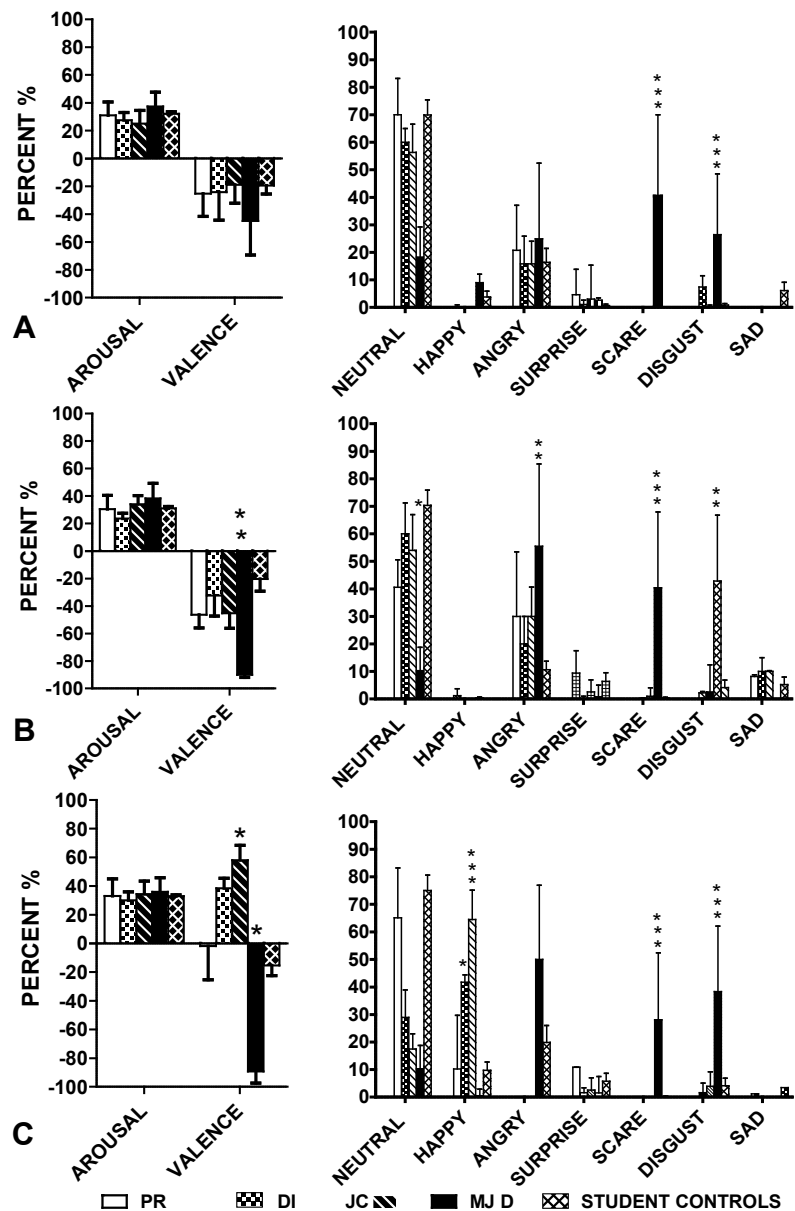 PERCENT %
100
80
60
40
20
0
-20
-40
-60
-80
-100
AROUSAL
VALENCE
A
100
90
80
70
60
50
40
30
20
10
0
***
***
NEUTRAL
HAPPY
ANGRY
SURPRISE
SCARE
DISGUST
SAD
PERCENT %
100
80
60
40
20
0
-20
-40
-60
-80
-100
**
AROUSAL
VALENCE
B
100
90
80
70
60
50
40
30
20
10
0
*
**
***
**
NEUTRAL
HAPPY
ANGRY
SURPRISE
SCARE
DISGUST
SAD
PERCENT %
100
80
60
40
20
0
-20
-40
-60
-80
-100
*
*
AROUSAL
VALENCE
C
100
90
80
70
60
50
40
30
20
10
0
*
***
***
***
NEUTRAL
HAPPY
ANGRY
SURPRISE
SCARE
DISGUST
SAD
PR DI JC MJ D STUDENT CONTROLS